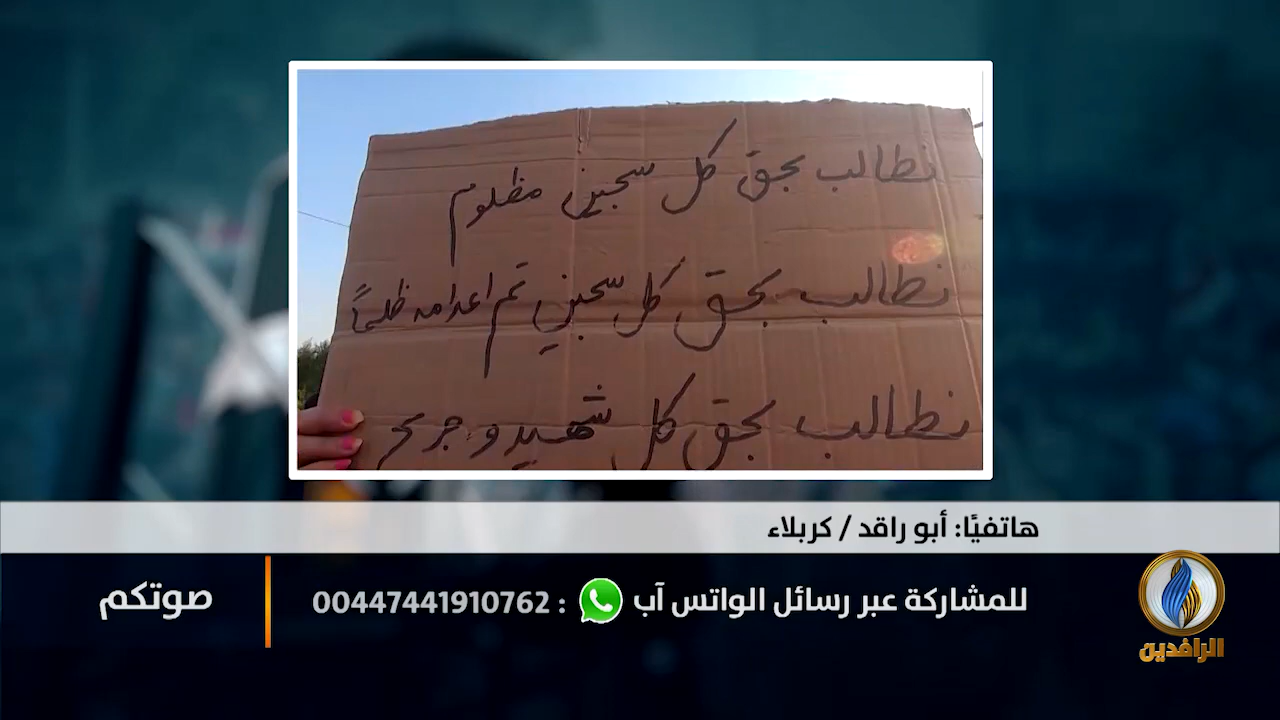 نطالب بحق كل سجين مظلوم
نطالب بحق كل سجين تم اعدامه ظلماً
نطالب بحق كل شهيد و جريح
هاتفيًا: أبو راقد / كربلاء
للمشاركة عبر رسائل الواتس آب : 00447441910762
صوتكم
الرافدين